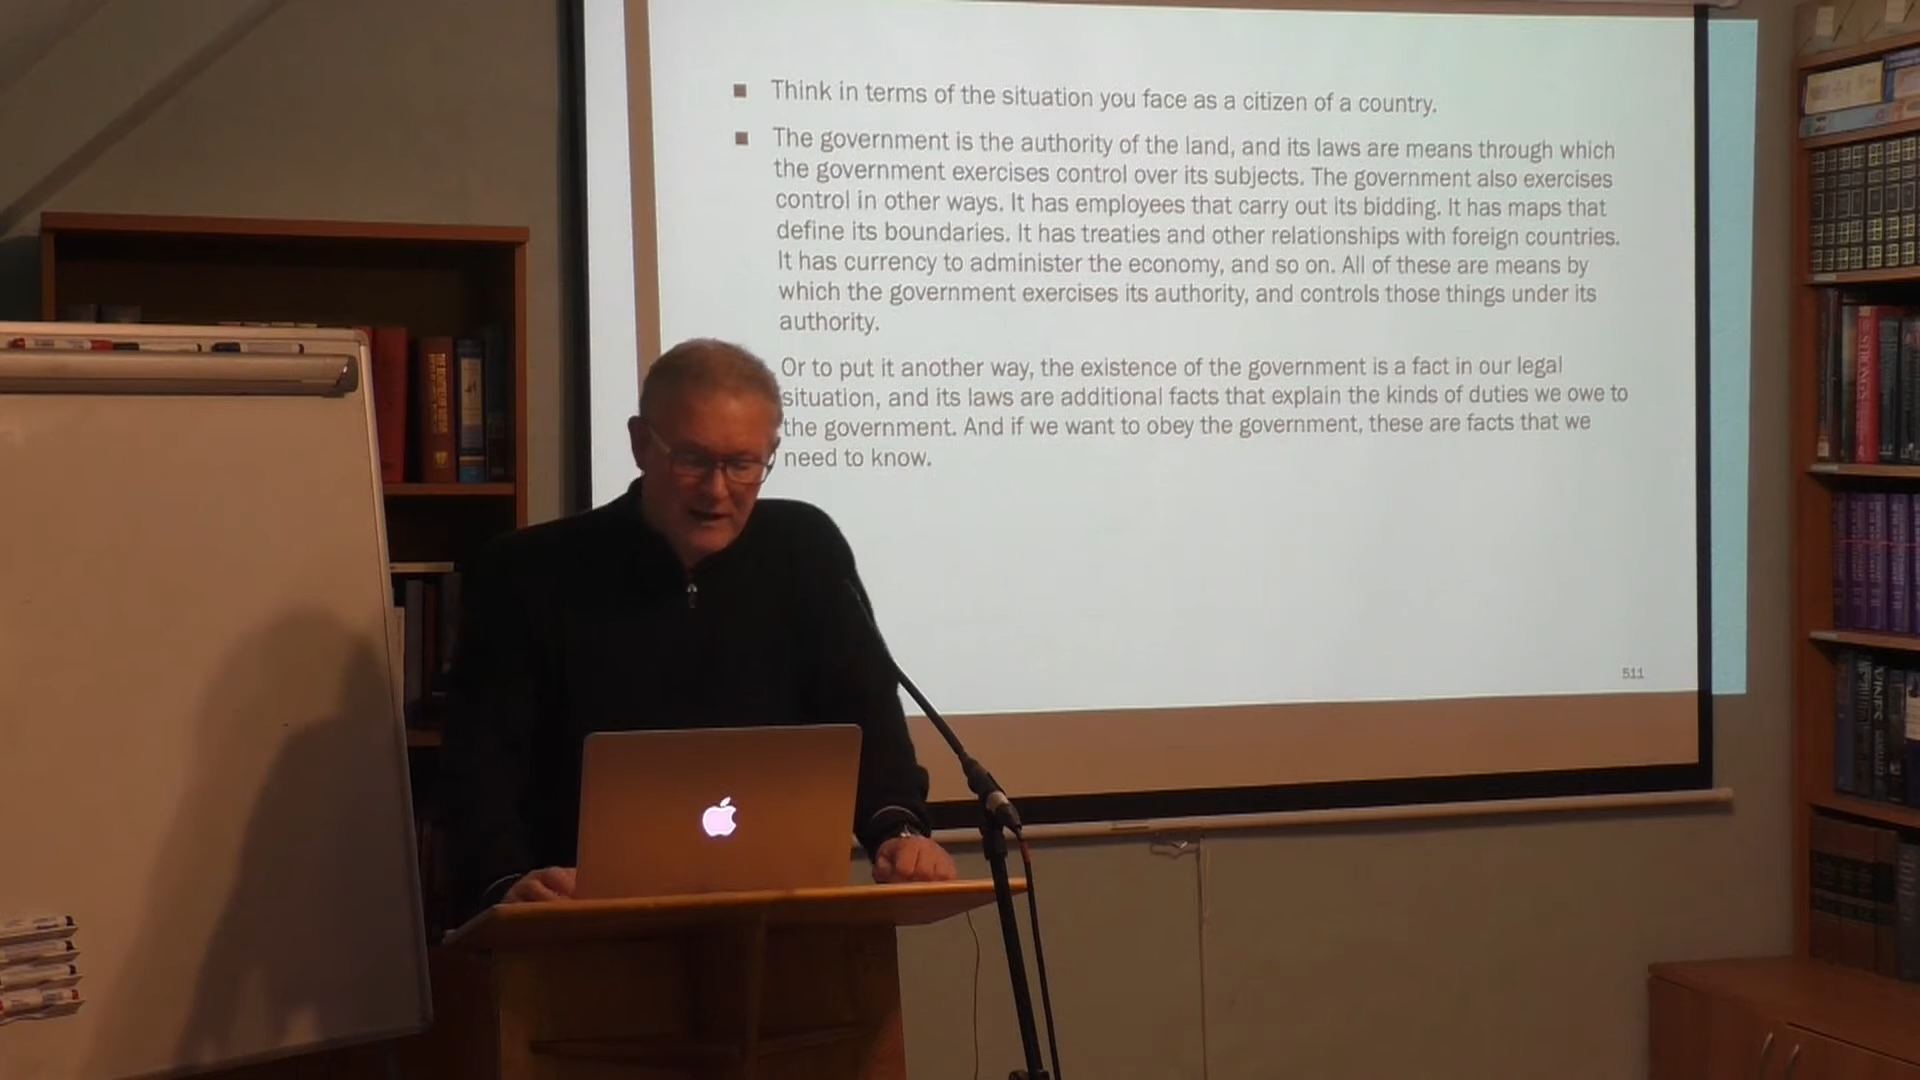 Think in terms of the situation you face as a citizen of a country.
The government is the authority of the land, and its laws are means through which
the government exercises control over its subjects. The government also exercises
control in other ways. It has employees that carry out its bidding. It has maps that
define its boundaries. It has treaties and other relationships with foreign countries.
It has currency to administer the economy, and so on. All of these are means by
which the government exercises its authority, and controls those things under its
authority.
Or to put it another way, the existence of the government is a fact in our legal
situation, and its laws are additional facts that explain the kinds of duties we owe to
the government. And if we want to obey the government, these are facts that we
need to know.
511
STRONG'S